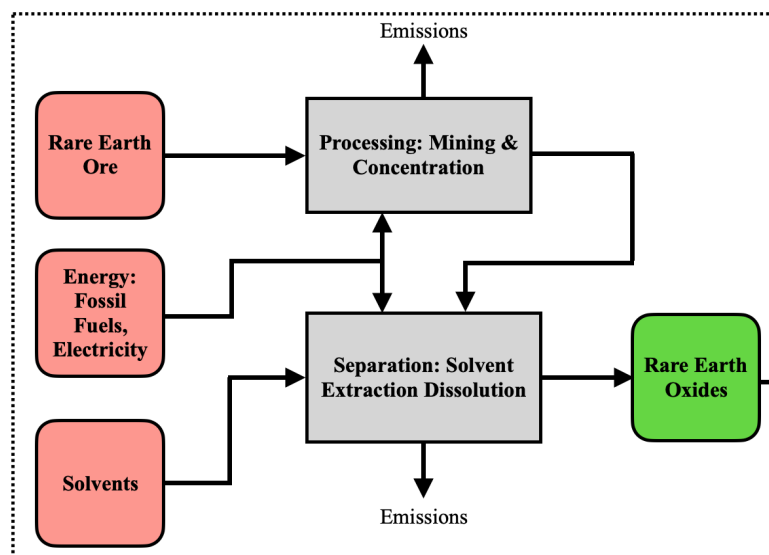 Emissions
Rare Earth
Ore
Processing: Mining &
Concentration
Energy:
Fossil
Fuels,
Electricity
Separation: Solvent
Extraction Dissolution
Rare Earth
Oxides
Solvents
Emissions